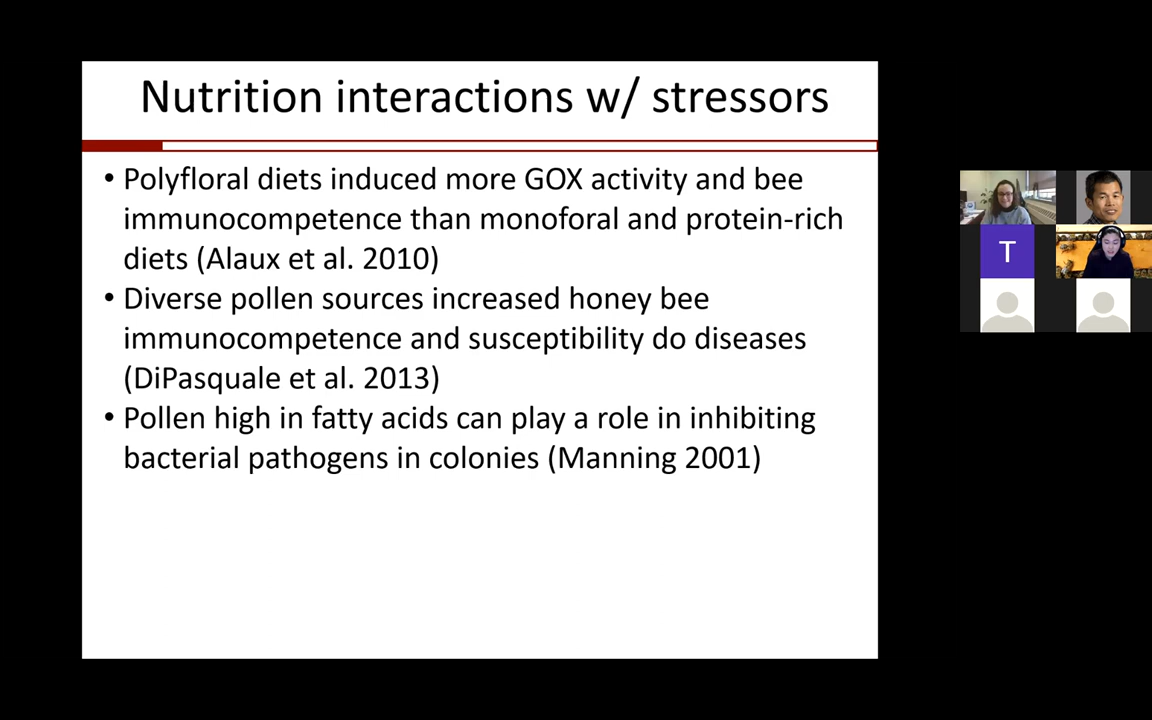 Nutrition interactions w/ stressors
• Polyfloral diets induced more GOX activity and bee
immunocompetence than monoforal and protein-rich
diets (Alaux et al. 2010)
• Diverse pollen sources increased honey bee
immunocompetence and susceptibility do diseases
(DiPasquale et al. 2013)
• Pollen high in fatty acids can play a role in inhibiting
bacterial pathogens in colonies (Manning 2001)
T